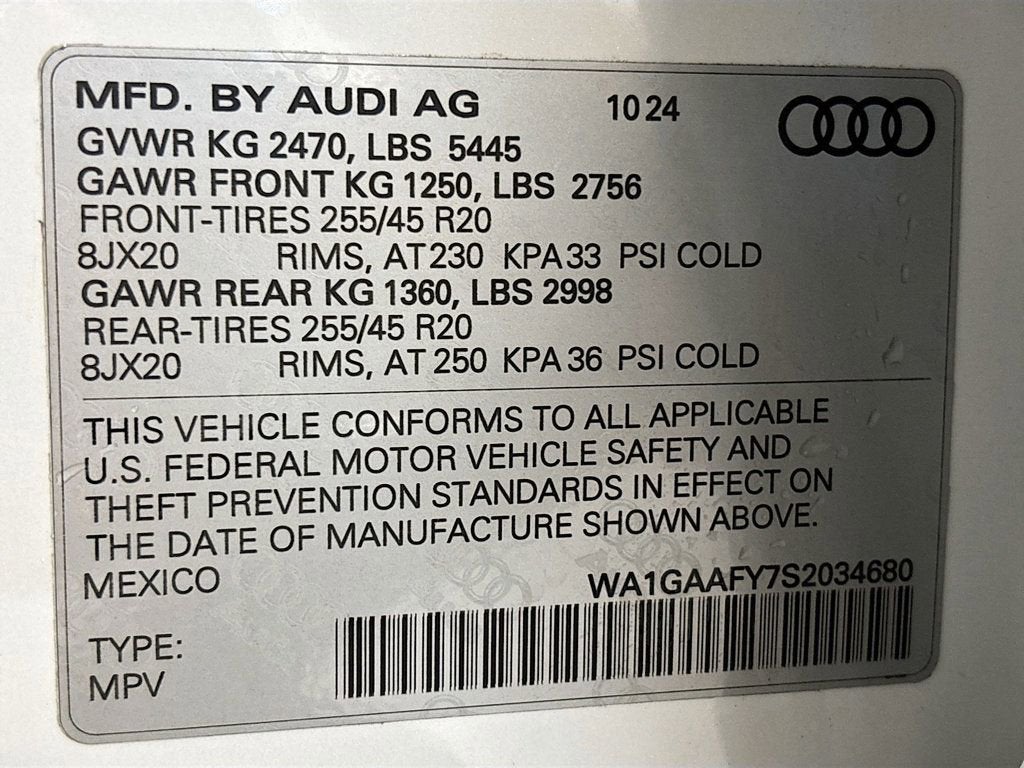 MFD. BY AUDI AG 10 24
GVWR KG 2470, LBS 5445
GAWR FRONT KG 1250, LBS 2756
FRONT-TIRES 255/45 R20
8JX20 RIMS, AT 230 KPA 33 PSI COLD
GAWR REAR KG 1360, LBS 2998
REAR-TIRES 255/45 R20
8JX20 RIMS, AT 250 KPA 36 PSI COLD
THIS VEHICLE CONFORMS TO ALL APPLICABLE
U.S. FEDERAL MOTOR VEHICLE SAFETY AND
THEFT PREVENTION STANDARDS IN EFFECT ON
THE DATE OF MANUFACTURE SHOWN ABOVE.
MEXICO WA1GAAFY7S2034680
TYPE:
MPV